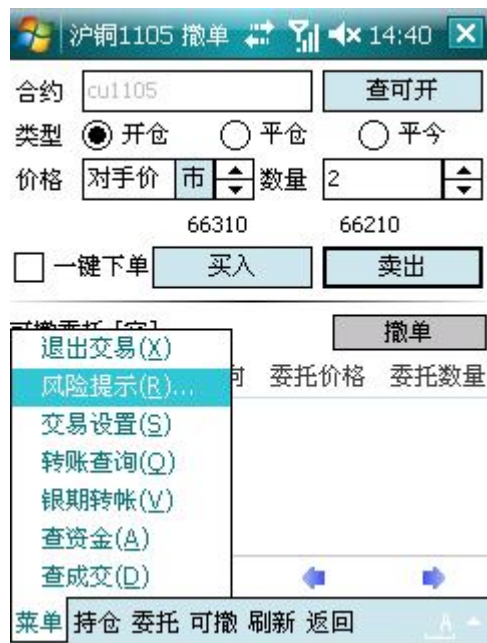 沪铜1105 撤单 14:40
合约 cu1105 查可开
类型 开仓 平仓 平今
价格 对手价 市 数量 2
66310 66210
一键下单 买入 卖出
撤单
退出交易(X)
委托价格 委托数量
风险提示(R)...
交易设置(S)
转账查询(Q)
银期转帐(V)
查资金(A)
查成交(D)
菜单 持仓 委托 可撤 刷新 返回 A